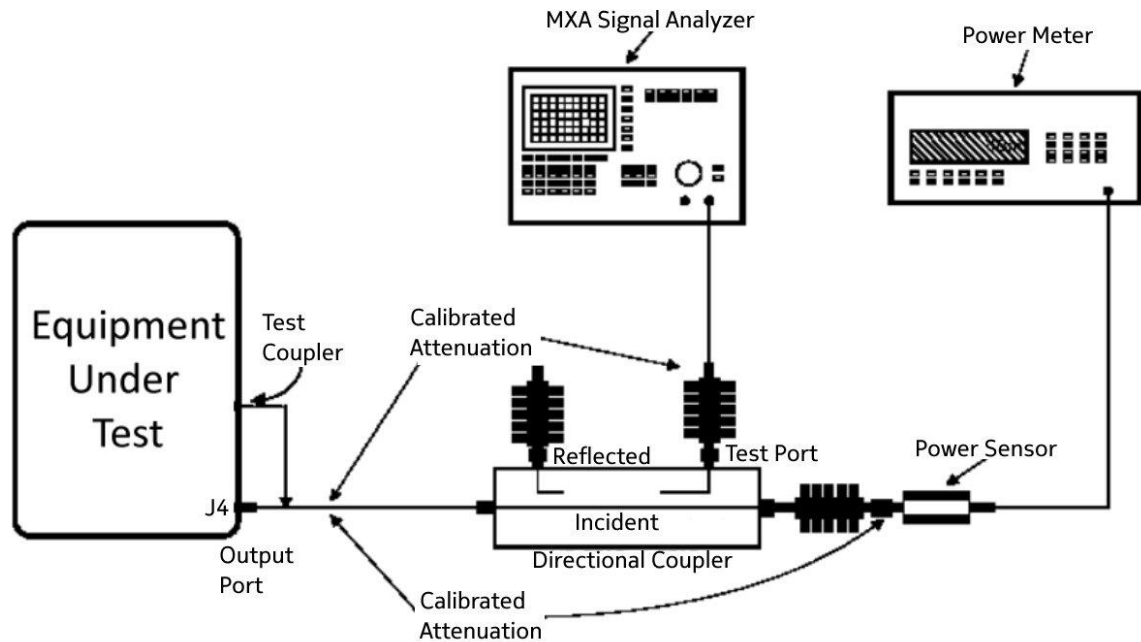 MXA Signal Analyzer
Power Meter
Equipment
Under
Test
Test
Coupler
Calibrated
Attenuation
Reflected
Test Port
Power Sensor
J4
Incident
Output
Port
Directional Coupler
Calibrated
Attenuation